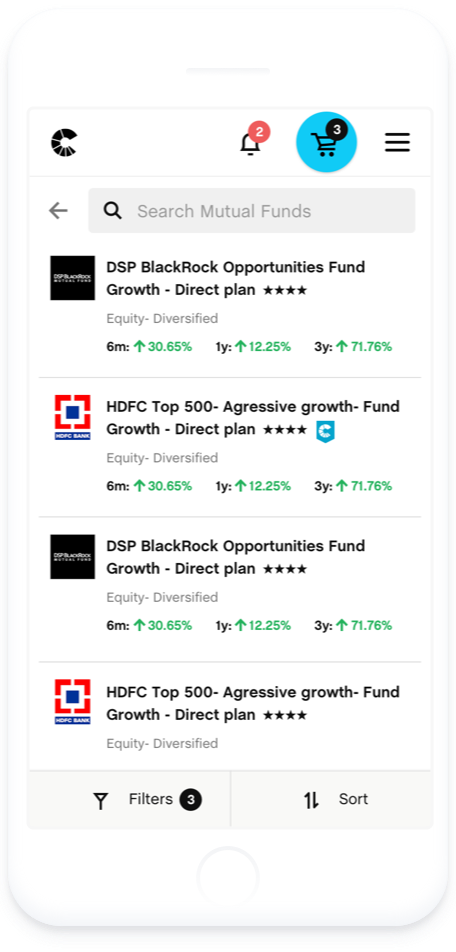 2
3
Search Mutual Funds
DSP BLACKROCK
MUTUAL FUND
DSP BlackRock Opportunities Fund
Growth - Direct plan ★★★★
Equity- Diversified
6m: ↑30.65% 1y: ↑12.25% 3y: ↑71.76%
HDFC BANK
HDFC Top 500- Agressive growth- Fund
Growth - Direct plan ★★★★
Equity- Diversified
6m: ↑30.65% 1y: ↑12.25% 3y: ↑71.76%
DSP BLACKROCK
MUTUAL FUND
DSP BlackRock Opportunities Fund
Growth - Direct plan ★★★★
Equity- Diversified
6m: ↑30.65% 1y: ↑12.25% 3y: ↑71.76%
HDFC BANK
HDFC Top 500- Agressive growth- Fund
Growth - Direct plan ★★★★
Equity- Diversified
Filters 3
Sort